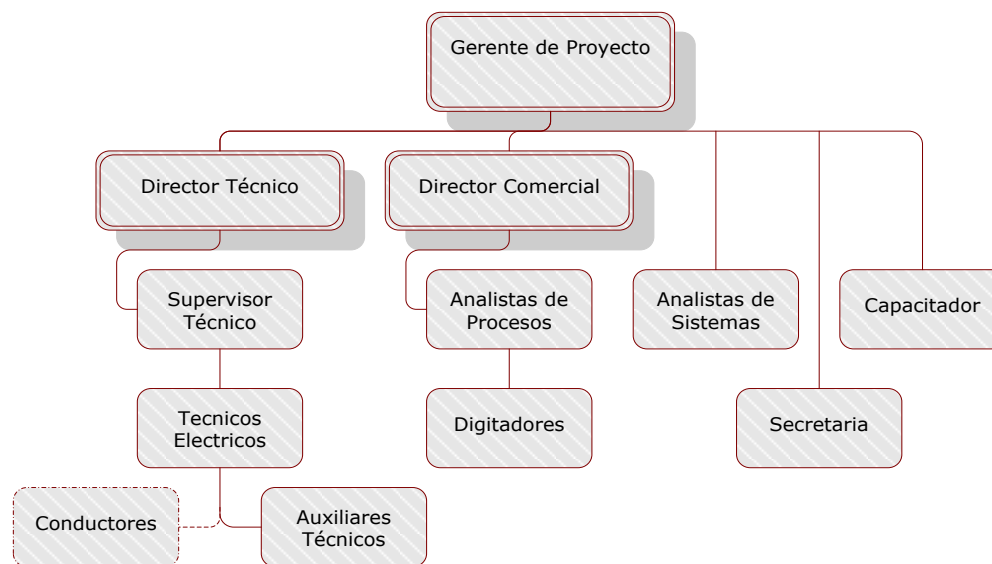 Gerente de Proyecto
Director Técnico
Director Comercial
Supervisor
Técnico
Analistas de
Procesos
Analistas de
Sistemas
Capacitador
Tecnicos
Electricos
Digitadores
Secretaria
Conductores
Auxiliares
Técnicos